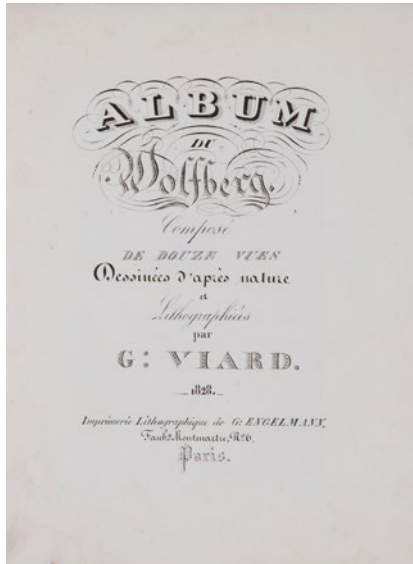 ALBUM
DU
Wolfberg.
Composé
DE DOUZE VUES
Dessinées d'après nature
et
Lithographiées
par
G: VIARD.
1828.
Imprimerie Lithographique de G: ENGELMANN,
Faubg. Montmartre, No. 6,
Paris.